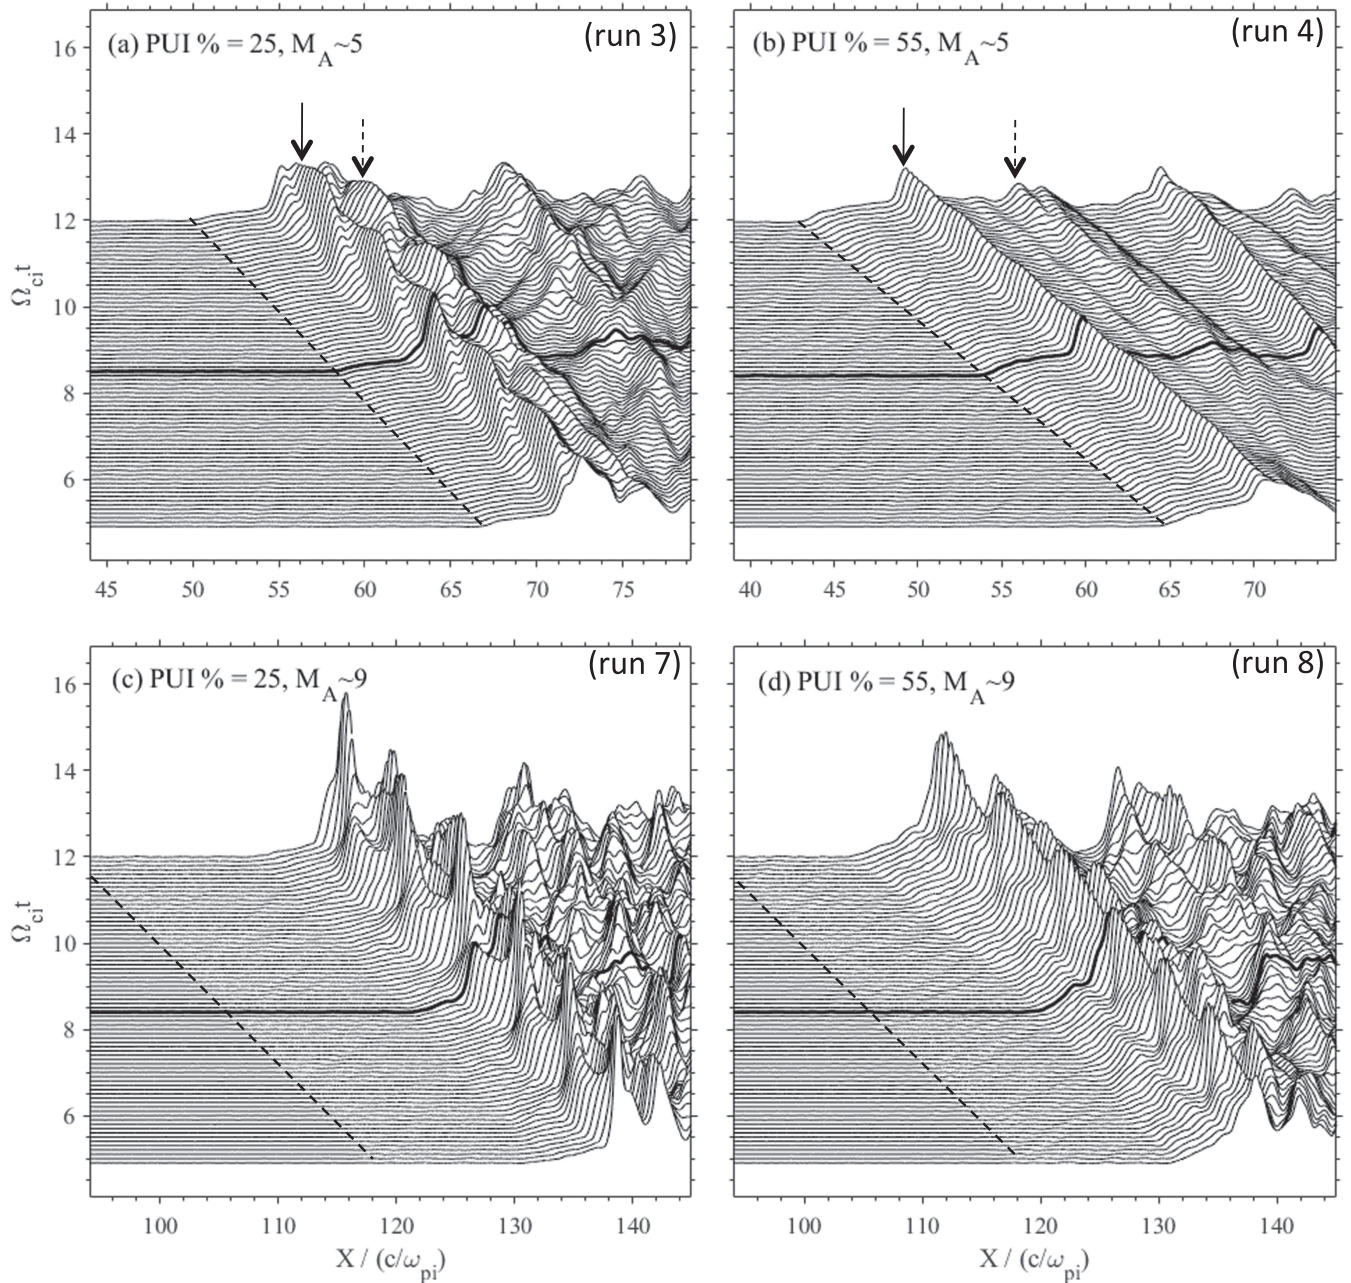 (a) PUI % = 25, M_A~5 (run 3)
(b) PUI % = 55, M_A~5 (run 4)
16
14
12
10
8
6
Ω_ci t
45 50 55 60 65 70 75
40 45 50 55 60 65 70
(c) PUI % = 25, M_A~9 (run 7)
(d) PUI % = 55, M_A~9 (run 8)
16
14
12
10
8
6
Ω_ci t
100 110 120 130 140
100 110 120 130 140
X / (c/ω_pi)
X / (c/ω_pi)